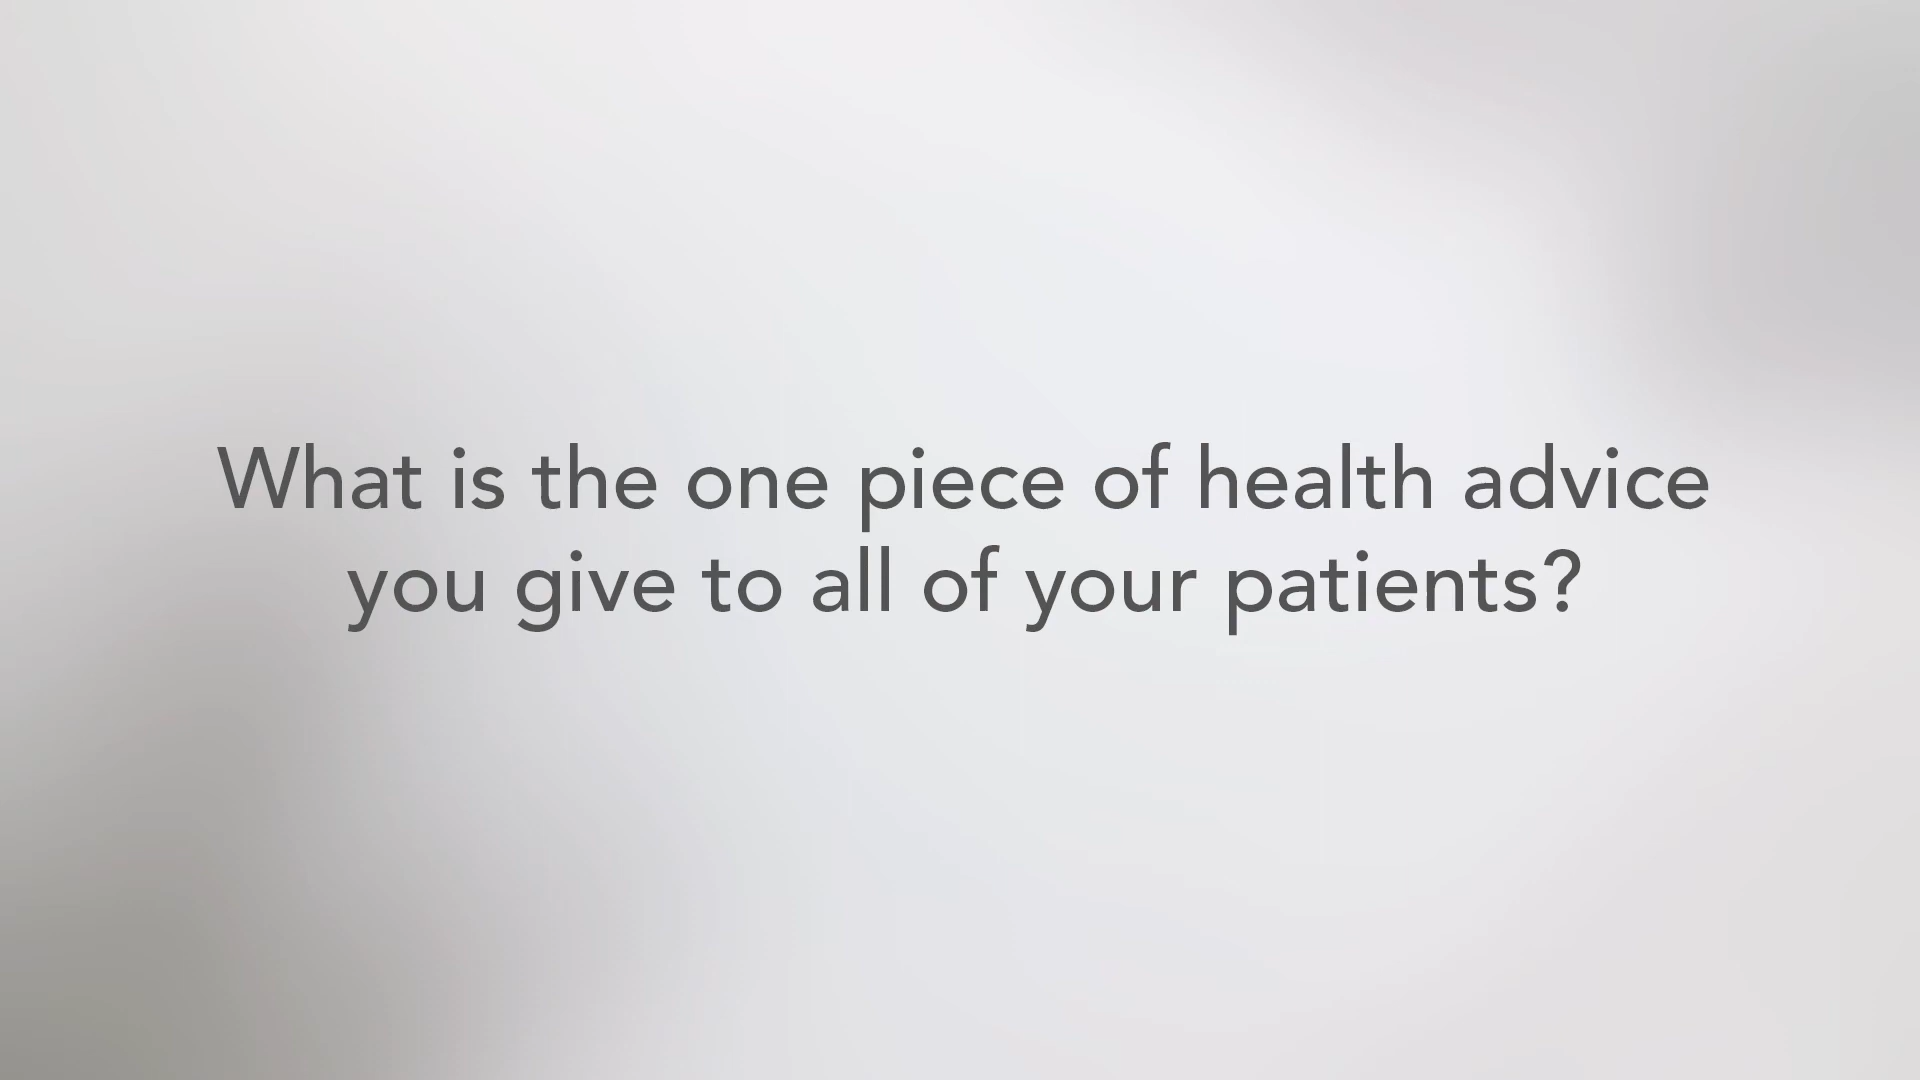 What is the one piece of health advice
you give to all of your patients?